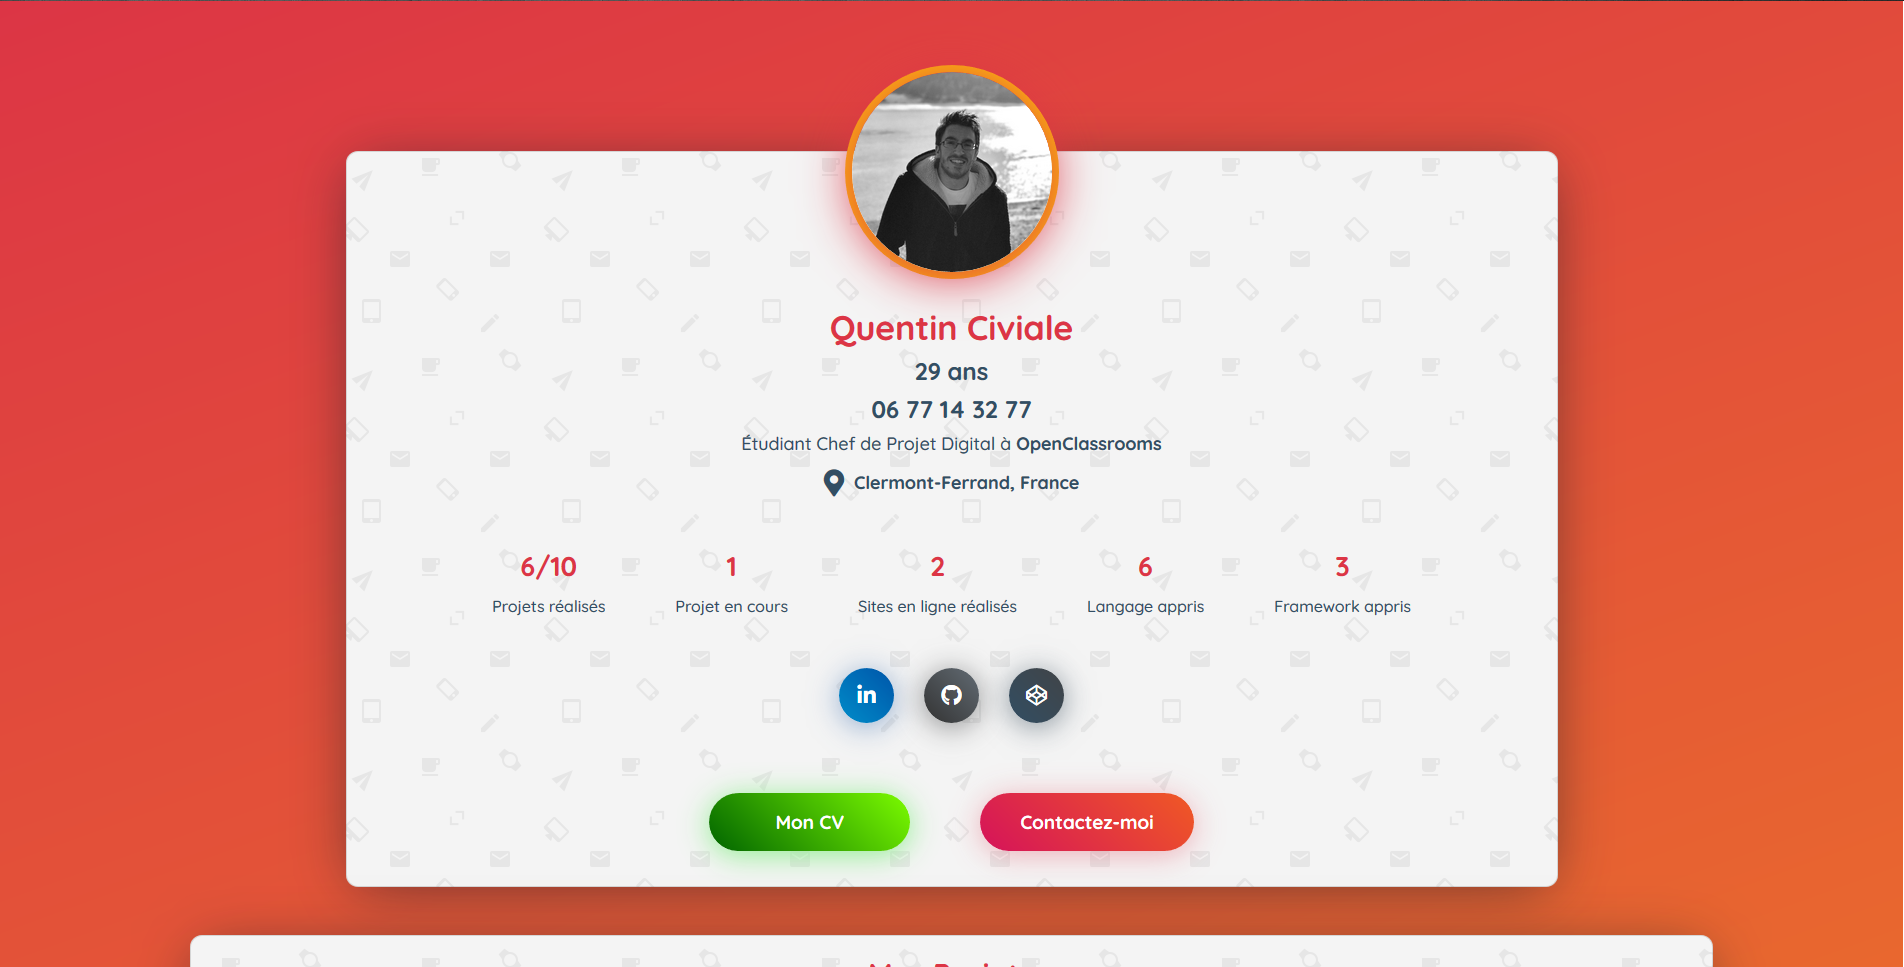 Quentin Civiale
29 ans
06 77 14 32 77
Étudiant Chef de Projet Digital à OpenClassrooms
Clermont-Ferrand, France
6/10
Projets réalisés
1
Projet en cours
2
Sites en ligne réalisés
6
Langage appris
3
Framework appris
in
Mon CV
Contactez-moi